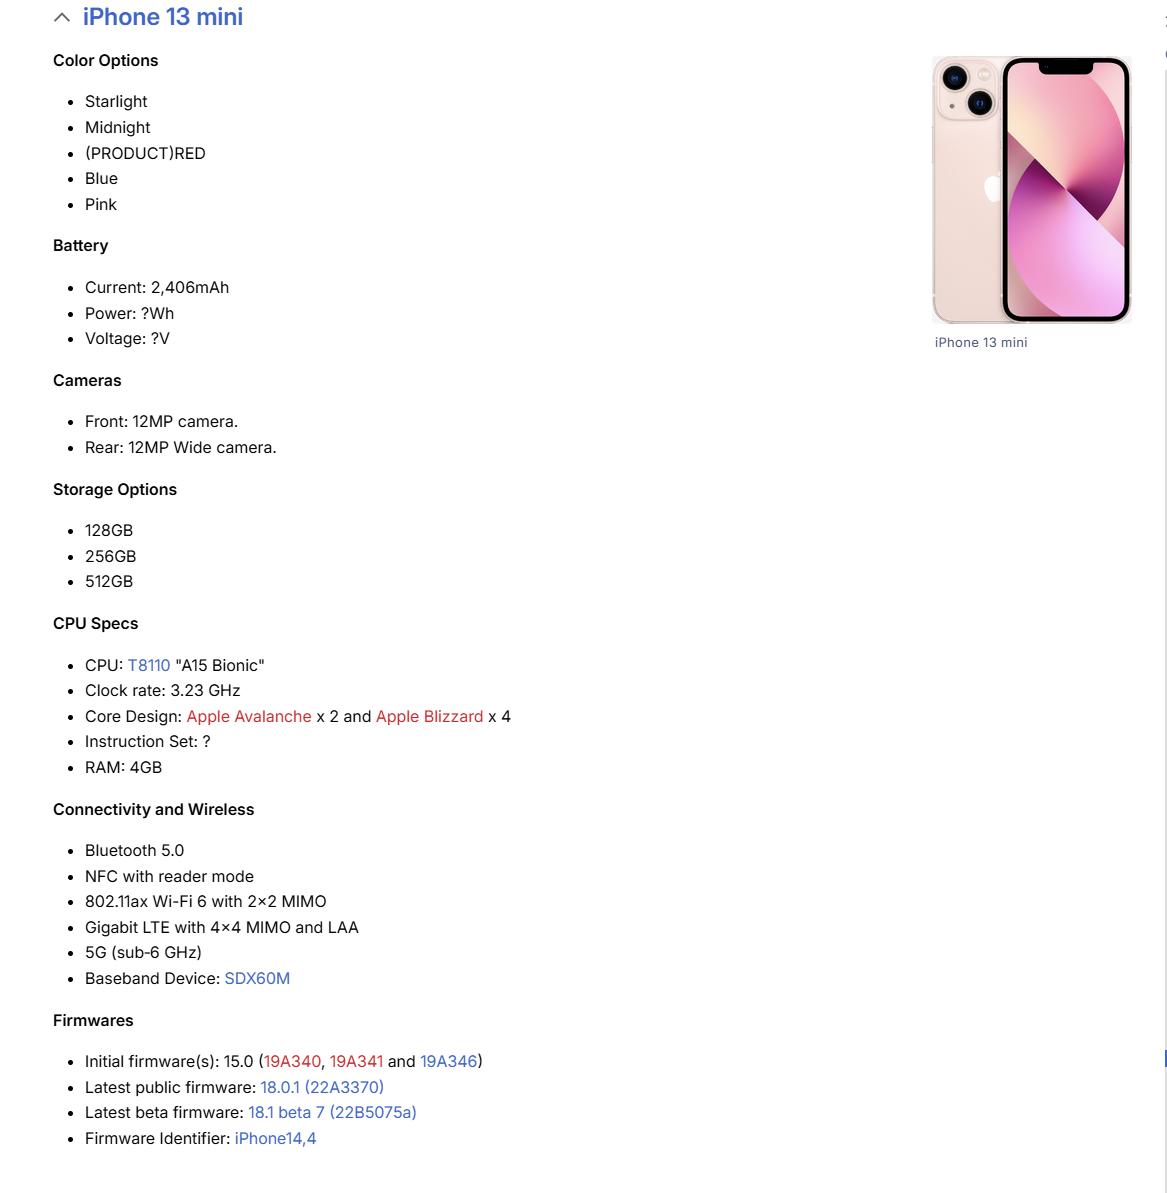 iPhone 13 mini
Color Options
Starlight
Midnight
(PRODUCT)RED
Blue
Pink
Battery
Current: 2,406mAh
Power: ?Wh
Voltage: ?V
iPhone 13 mini
Cameras
Front: 12MP camera.
Rear: 12MP Wide camera.
Storage Options
128GB
256GB
512GB
CPU Specs
CPU: T8110 "A15 Bionic"
Clock rate: 3.23 GHz
Core Design: Apple Avalanche x 2 and Apple Blizzard x 4
Instruction Set: ?
RAM: 4GB
Connectivity and Wireless
Bluetooth 5.0
NFC with reader mode
802.11ax Wi-Fi 6 with 2×2 MIMO
Gigabit LTE with 4×4 MIMO and LAA
5G (sub‑6 GHz)
Baseband Device: SDX60M
Firmwares
Initial firmware(s): 15.0 (19A340, 19A341 and 19A346)
Latest public firmware: 18.0.1 (22A3370)
Latest beta firmware: 18.1 beta 7 (22B5075a)
Firmware Identifier: iPhone14,4